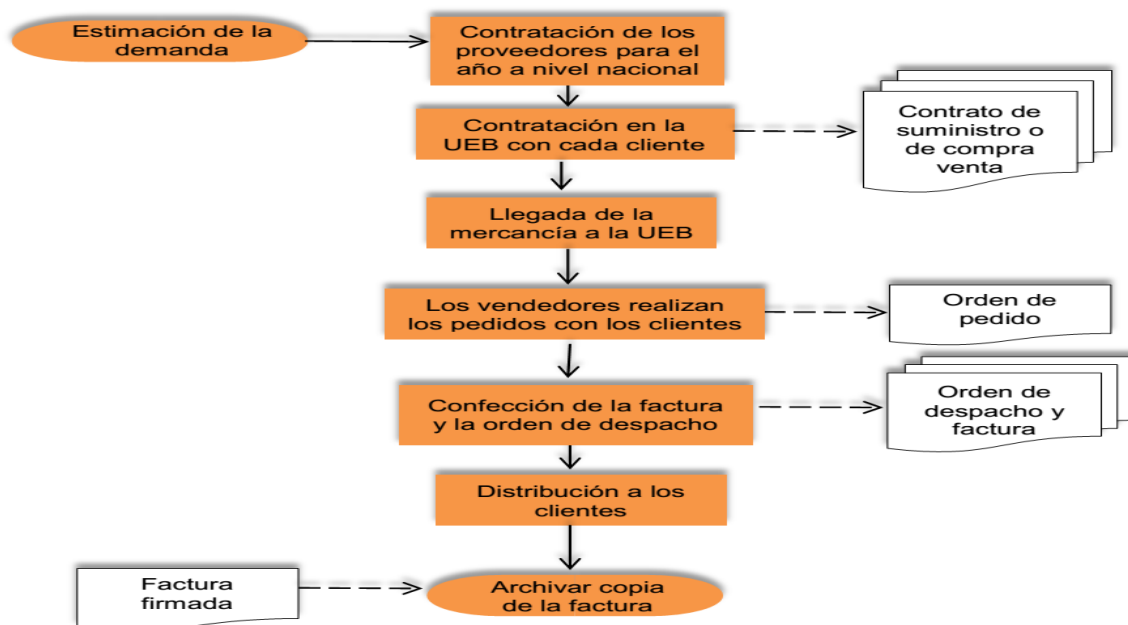 Estimación de la
demanda
Contratación de los
proveedores para el
año a nivel nacional
Contratación en la
UEB con cada cliente
Contrato de
suministro o
de compra
venta
Llegada de la
mercancía a la UEB
Los vendedores realizan
los pedidos con los clientes
Orden de
pedido
Confección de la factura
y la orden de despacho
Orden de
despacho y
factura
Distribución a los
clientes
Factura
firmada
Archivar copia
de la factura